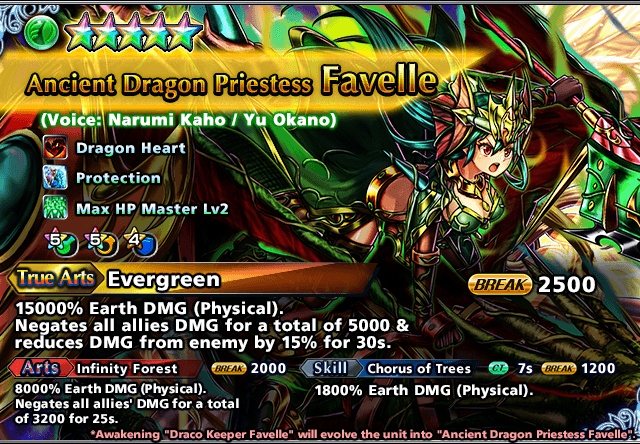 Ancient Dragon Priestess Favelle
(Voice: Narumi Kaho / Yu Okano)
Dragon Heart
Protection
Max HP Master Lv2
5 5 4
True Arts Evergreen BREAK 2500
15000% Earth DMG (Physical).
Negates all allies DMG for a total of 5000 &
reduces DMG from enemy by 15% for 30s.
Arts Infinity Forest BREAK 2000
8000% Earth DMG (Physical).
Negates all allies' DMG for a total
of 3200 for 25s.
Skill Chorus of Trees CT 7s BREAK 1200
1800% Earth DMG (Physical).
*Awakening "Draco Keeper Favelle" will evolve the unit into "Ancient Dragon Priestess Favelle"